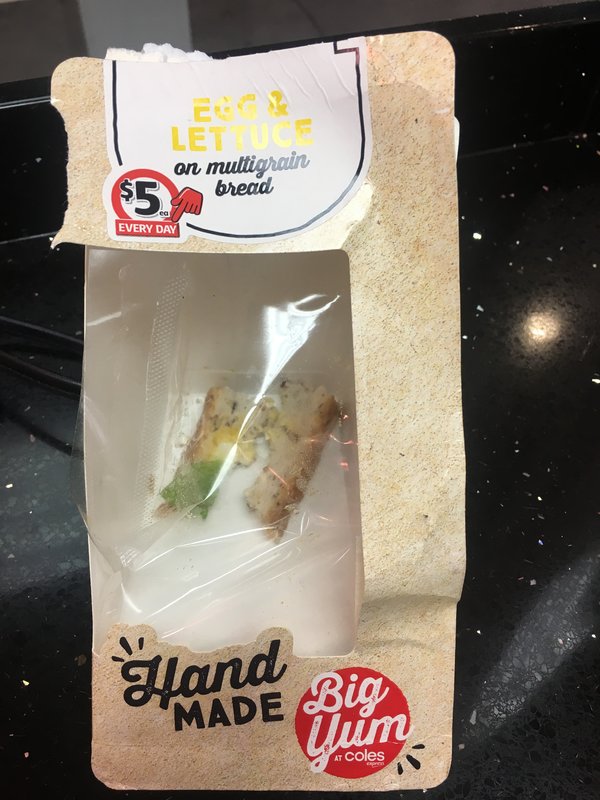 EGG &
LETTUCE
on multigrain
bread
$5 ea
EVERY DAY
Hand
MADE
Big
Yum
AT coles
express